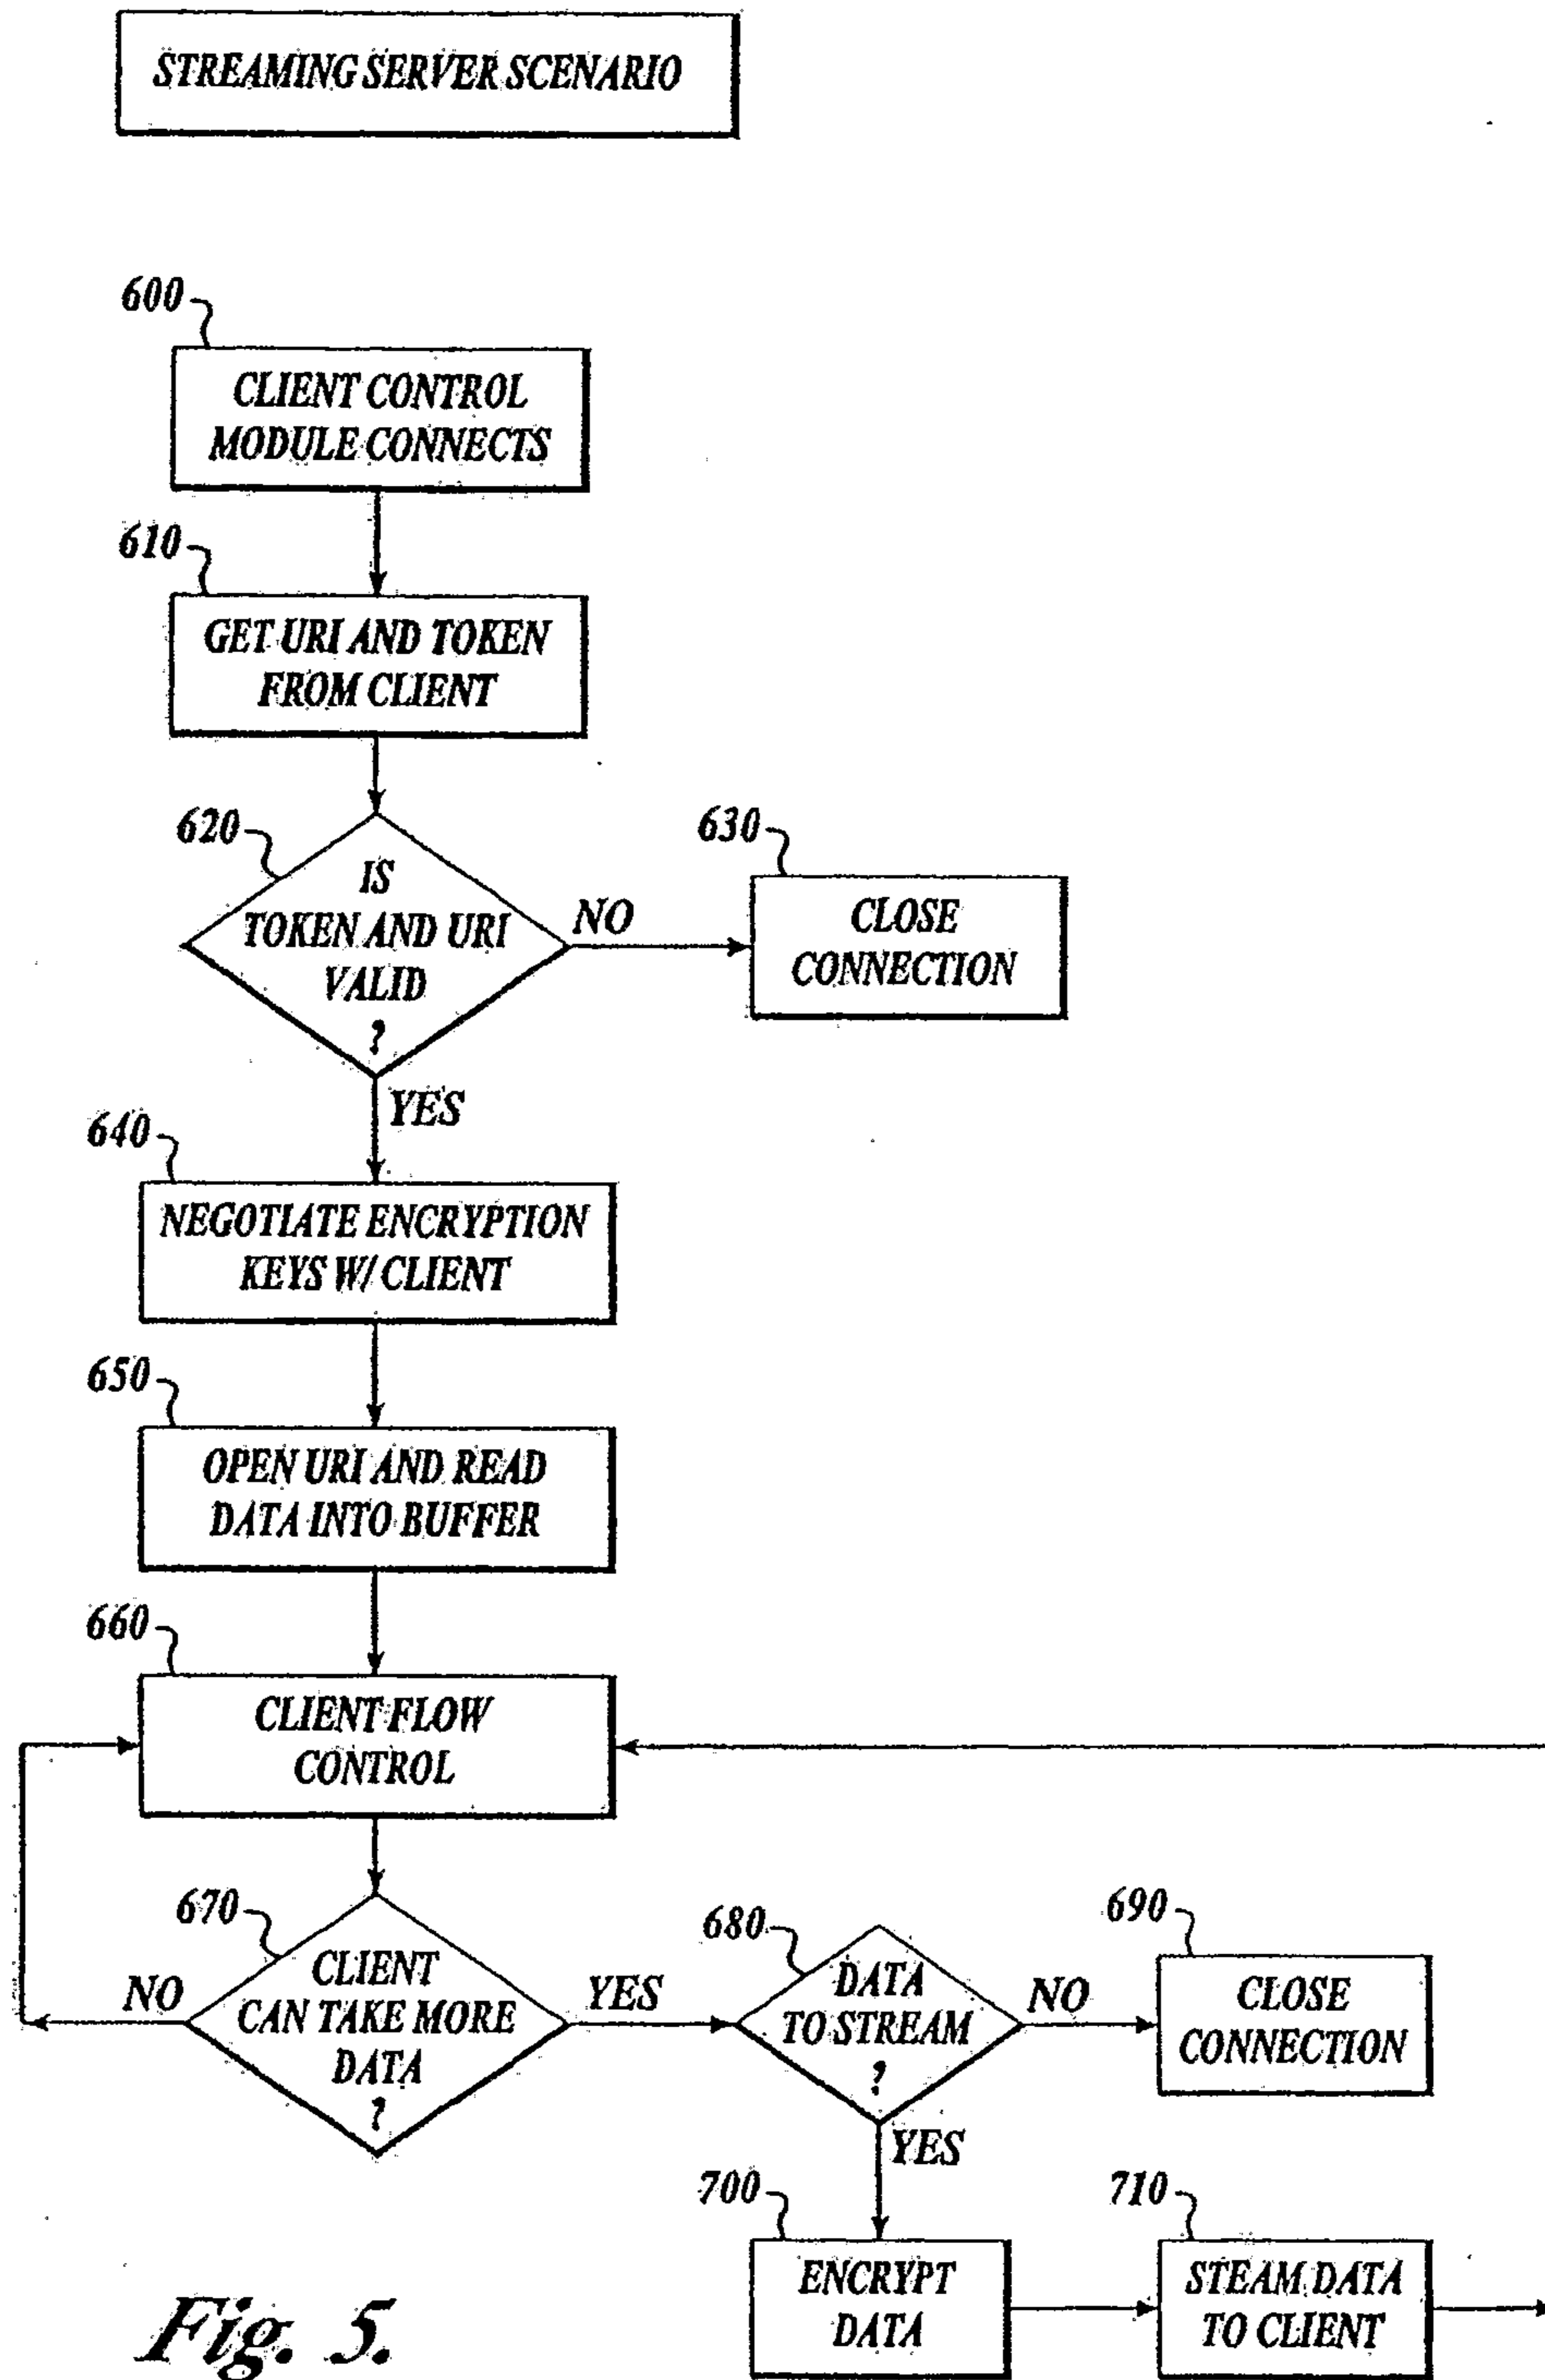 STREAMING SERVER SCENARIO
600
CLIENT CONTROL
MODULE CONNECTS
610
GET URI AND TOKEN
FROM CLIENT
620
IS
TOKEN AND URI
VALID
?
NO
630
CLOSE
CONNECTION
YES
640
NEGOTIATE ENCRYPTION
KEYS W/ CLIENT
650
OPEN URI AND READ
DATA INTO BUFFER
660
CLIENT FLOW
CONTROL
670
CLIENT
CAN TAKE MORE
DATA
?
NO
YES
680
DATA
TO STREAM
?
NO
690
CLOSE
CONNECTION
YES
700
ENCRYPT
DATA
710
STEAM DATA
TO CLIENT
Fig. 5.